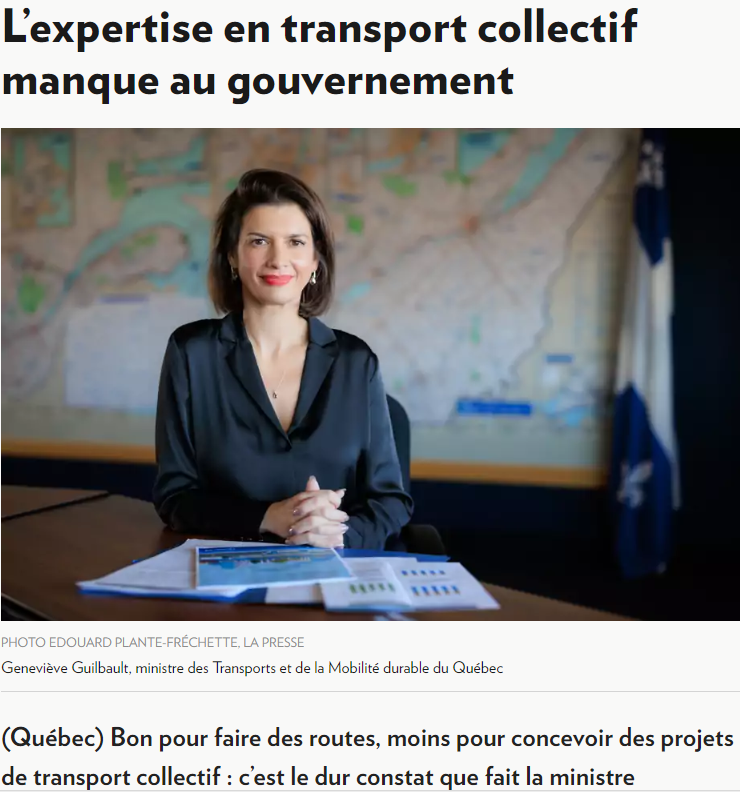 L’expertise en transport collectif
manque au gouvernement
PHOTO EDOUARD PLANTE-FRÉCHETTE, LA PRESSE
Geneviève Guilbault, ministre des Transports et de la Mobilité durable du Québec
(Québec) Bon pour faire des routes, moins pour concevoir des projets
de transport collectif : c’est le dur constat que fait la ministre